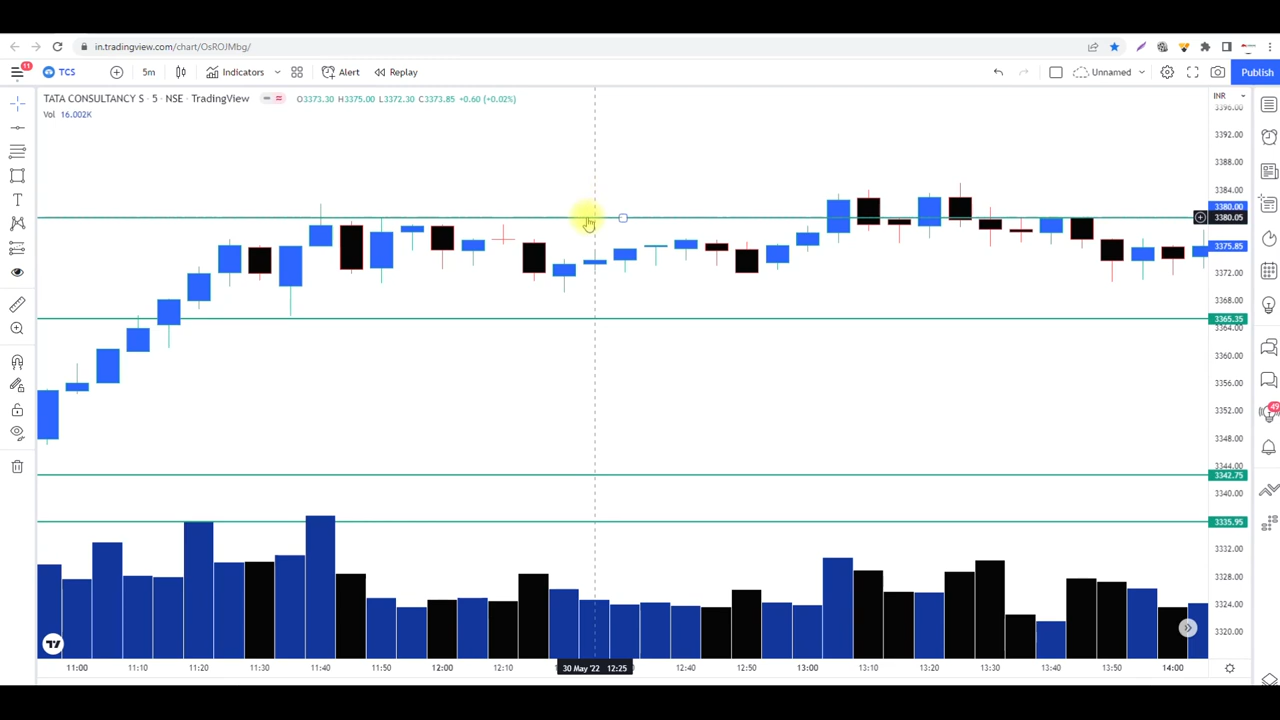 in.tradingview.com/chart/OsROJMbg/
11
TCS
5m
Indicators
Alert
Replay
Unnamed
Publish
TATA CONSULTANCY S · 5 · NSE · TradingView
O3373.30 H3375.00 L3372.30 C3373.85 +0.60 (+0.02%)
INR
Vol 16.002K
3396.00
3392.00
3388.00
3384.00
3380.00
3380.05
3375.85
3372.00
3368.00
3365.35
3364.00
3360.00
3356.00
3352.00
3348.00
3344.00
3342.75
3340.00
3335.95
3332.00
3328.00
3324.00
3320.00
49
11:00 11:10 11:20 11:30 11:40 11:50 12:00 12:10 30 May '22 12:25 12:40 12:50 13:00 13:10 13:20 13:30 13:40 13:50 14:00